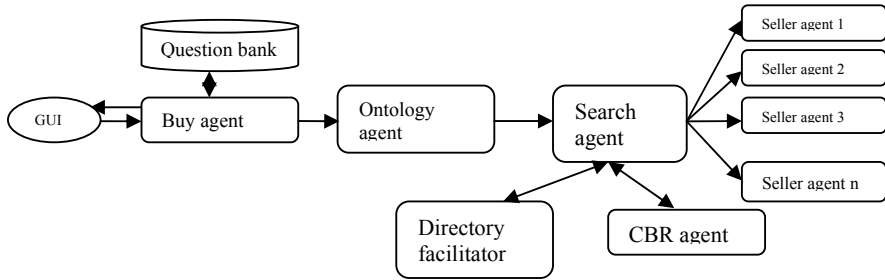 Question bank
GUI
Buy agent
Ontology
agent
Search
agent
Seller agent 1
Seller agent 2
Seller agent 3
Seller agent n
Directory
facilitator
CBR agent